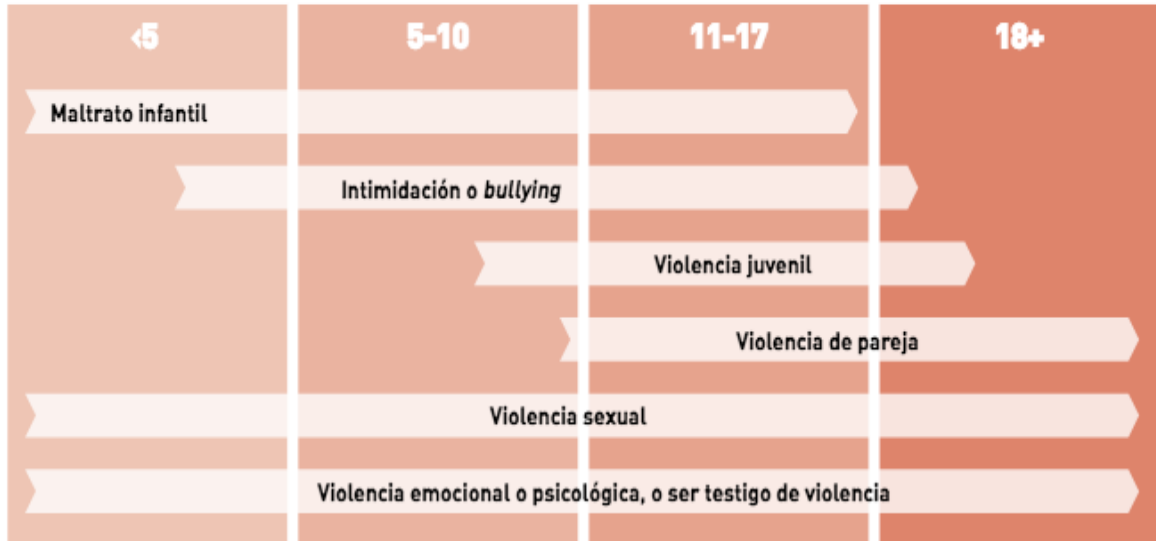 <5 5-10 11-17 18+
Maltrato infantil
Intimidación o bullying
Violencia juvenil
Violencia de pareja
Violencia sexual
Violencia emocional o psicológica, o ser testigo de violencia